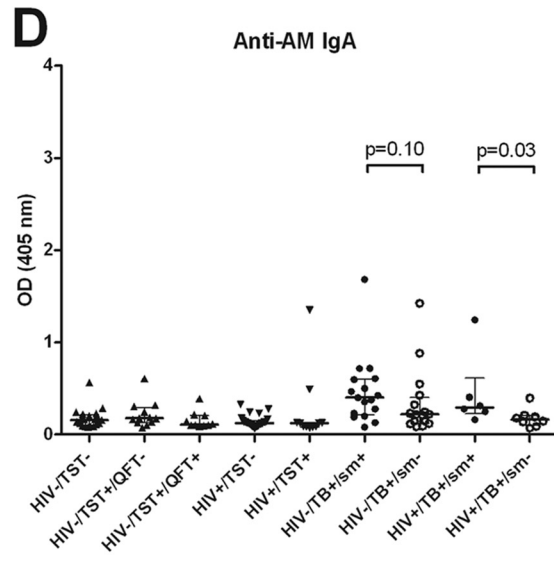 D
Anti-AM IgA
OD (405 nm)
4
3
2
1
0
p=0.10
p=0.03
HIV-/TST-
HIV-/TST+/QFT-
HIV-/TST+/QFT+
HIV+/TST-
HIV+/TST+
HIV-/TB+/sm+
HIV-/TB+/sm-
HIV+/TB+/sm+
HIV+/TB+/sm-